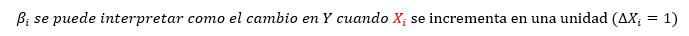 βᵢ se puede interpretar como el cambio en Y cuando Xᵢ se incrementa en una unidad (ΔXᵢ = 1)